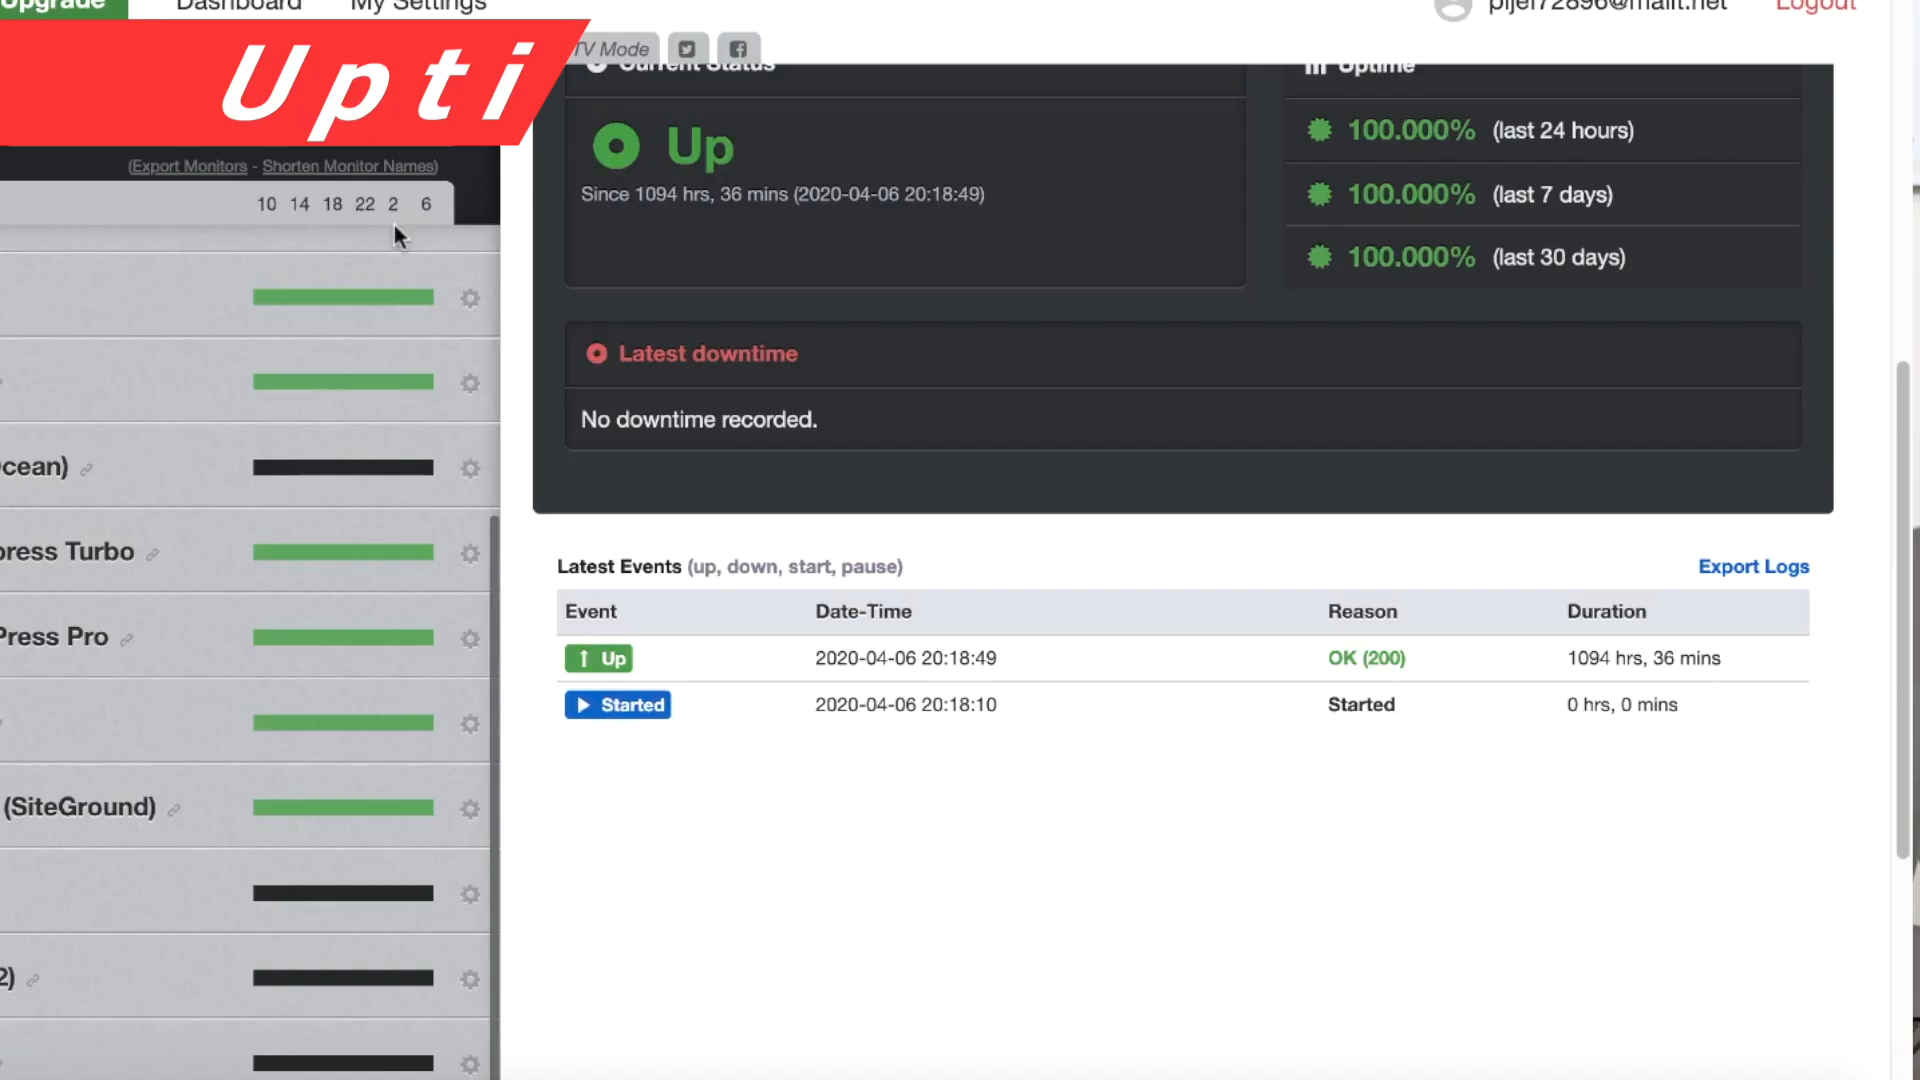 Upgrade
Dashboard
My Settings
Logout
Upti
TV Mode
Current Status
Uptime
Up
Since 1094 hrs, 36 mins (2020-04-06 20:18:49)
100.000% (last 24 hours)
100.000% (last 7 days)
100.000% (last 30 days)
Latest downtime
No downtime recorded.
(Export Monitors - Shorten Monitor Names)
10 14 18 22 2 6
cean)
press Turbo
Press Pro
(SiteGround)
2)
Latest Events (up, down, start, pause)
Export Logs
Event Date-Time Reason Duration
Up 2020-04-06 20:18:49 OK (200) 1094 hrs, 36 mins
Started 2020-04-06 20:18:10 Started 0 hrs, 0 mins